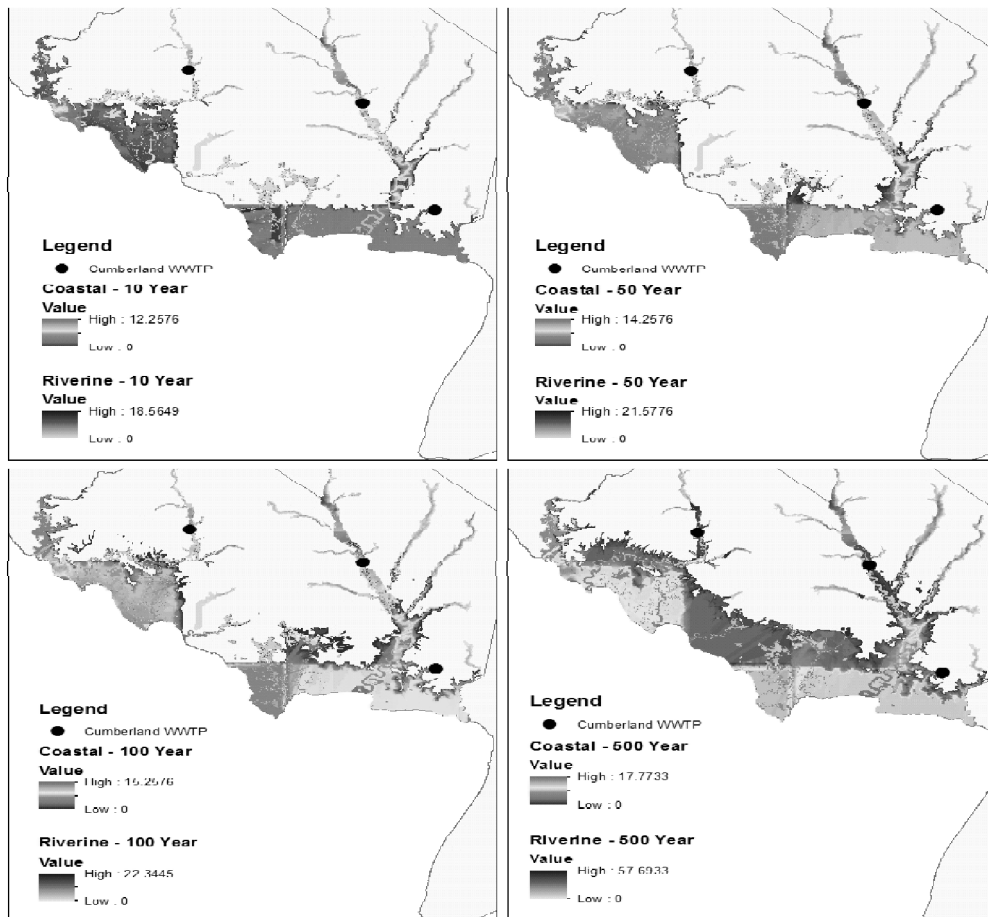 Legend
Cumberland WWTP
Coastal - 10 Year
Value
High : 12.2576
Low : 0
Riverine - 10 Year
Value
High : 18.5649
Low : 0
Legend
Cumberland WWTP
Coastal - 50 Year
Value
High : 14.2576
Low : 0
Riverine - 50 Year
Value
High : 21.5776
Low : 0
Legend
Cumberland WWTP
Coastal - 100 Year
Value
High : 15.2576
Low : 0
Riverine - 100 Year
Value
High : 22.3445
Low : 0
Legend
Cumberland WWTP
Coastal - 500 Year
Value
High : 17.7733
Low : 0
Riverine - 500 Year
Value
High : 57.6933
Low : 0